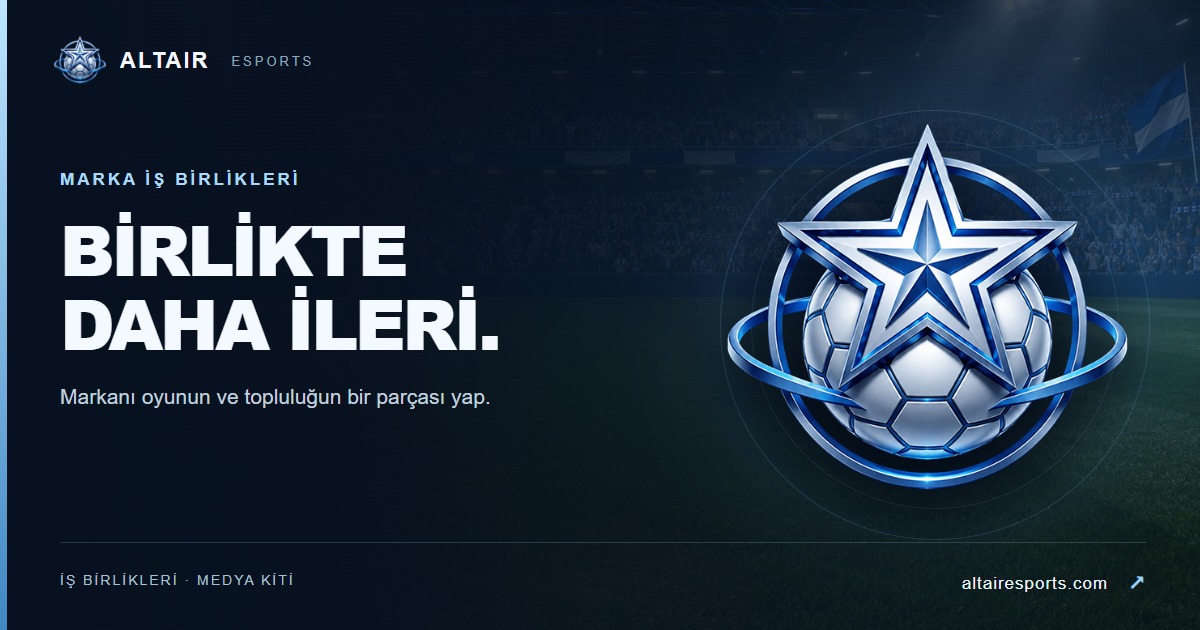 ALTAIR ESPORTS
MARKA İŞ BİRLİKLERİ
BİRLİKTE
DAHA İLERİ.
Markanı oyunun ve topluluğun bir parçası yap.
İŞ BİRLİKLERİ · MEDYA KİTİ
altairesports.com ↗